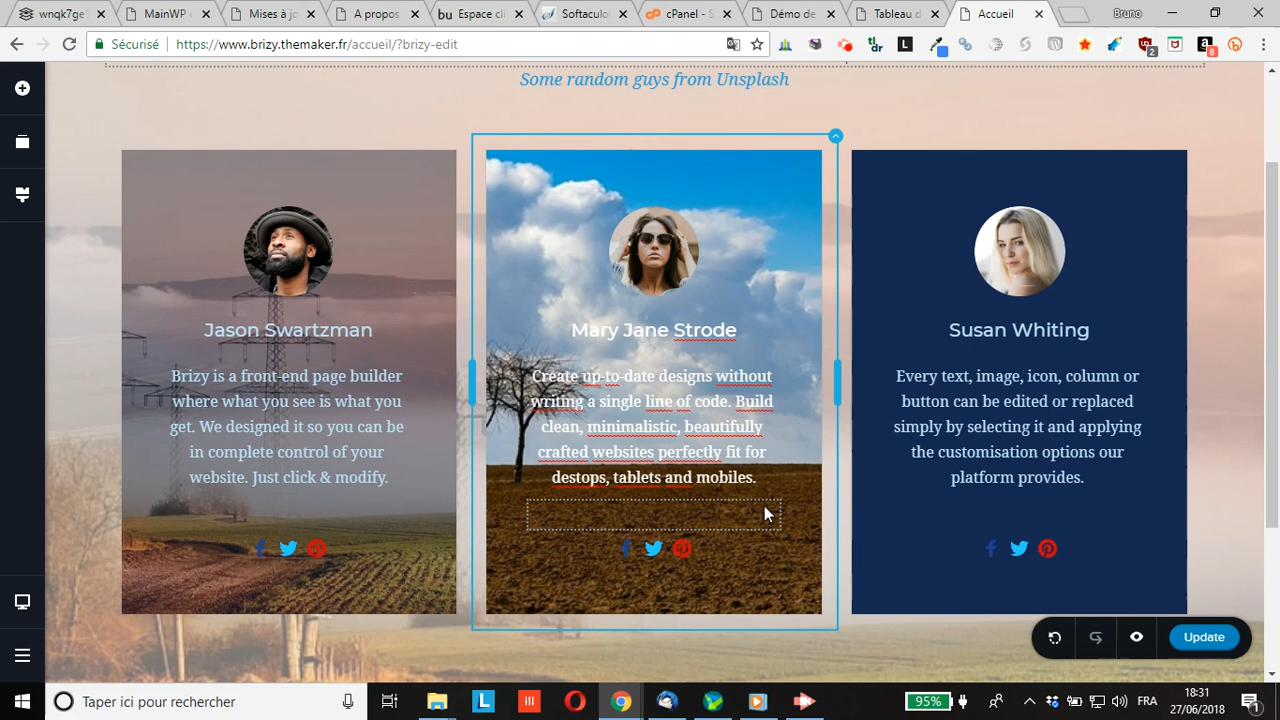 wnqk7ge
MainWP
Mises à jo
A propos
Espace cli
Softaculo
cPanel - S
Démo de
Tableau d
Accueil
Bruno
Sécurisé
https://www.brizy.themaker.fr/accueil/?brizy-edit
Some random guys from Unsplash
Jason Swartzman
Brizy is a front-end page builder
where what you see is what you
get. We designed it so you can be
in complete control of your
website. Just click & modify.
Mary Jane Strode
Create up-to-date designs without
writing a single line of code. Build
clean, minimalistic, beautifully
crafted websites perfectly fit for
destops, tablets and mobiles.
Susan Whiting
Every text, image, icon, column or
button can be edited or replaced
simply by selecting it and applying
the customisation options our
platform provides.
Update
Taper ici pour rechercher
95%
FRA
18:31
27/06/2018